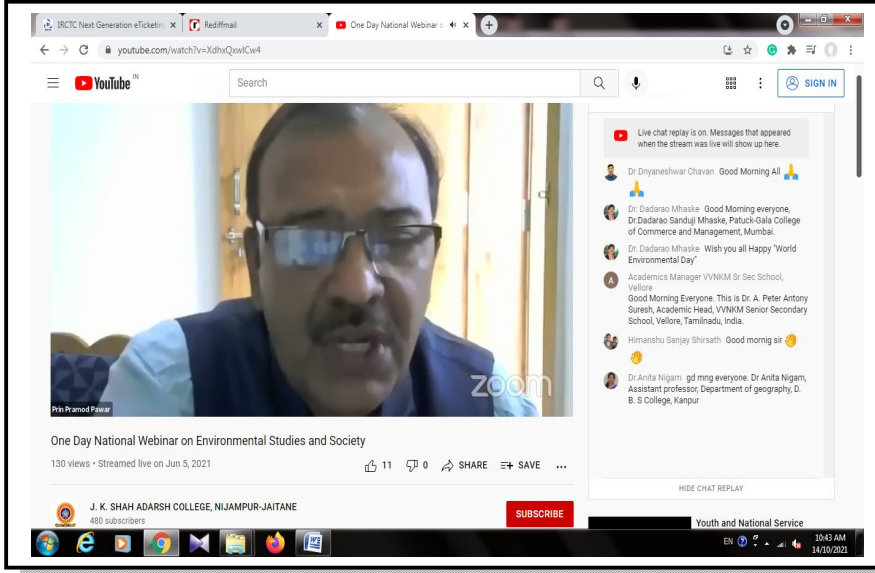 IRCTC Next Generation eTicketin
Rediffmail
One Day National Webinar o
youtube.com/watch?v=XdhxQxwICw4
YouTube IN
Search
SIGN IN
Live chat replay is on. Messages that appeared
when the stream was live will show up here.
Dr Dnyaneshwar Chavan Good Morning All 🙏
🙏
Dr. Dadarao Mhaske Good Morning everyone,
Dr.Dadarao Sanduji Mhaske, Patuck-Gala College
of Commerce and Management, Mumbai.
Dr. Dadarao Mhaske Wish you all Happy "World
Environmental Day"
A
Academics Manager VVNKM Sr Sec School,
Vellore
Good Morning Everyone. This is Dr. A. Peter Antony
Suresh, Academic Head, VVNKM Senior Secondary
School, Vellore, Tamilnadu, India.
Himanshu Sanjay Shirsath Good mornig sir 👋
👋
Dr.Anita Nigam gd mng everyone. Dr Anita Nigam,
Assistant professor, Department of geography, D.
B. S College, Kanpur
HIDE CHAT REPLAY
zoom
Prin Pramod Pawar
One Day National Webinar on Environmental Studies and Society
130 views • Streamed live on Jun 5, 2021
11 0 SHARE SAVE ...
J. K. SHAH ADARSH COLLEGE, NIJAMPUR-JAITANE
480 subscribers
SUBSCRIBE
Youth and National Service
EN
10:43 AM
14/10/2021